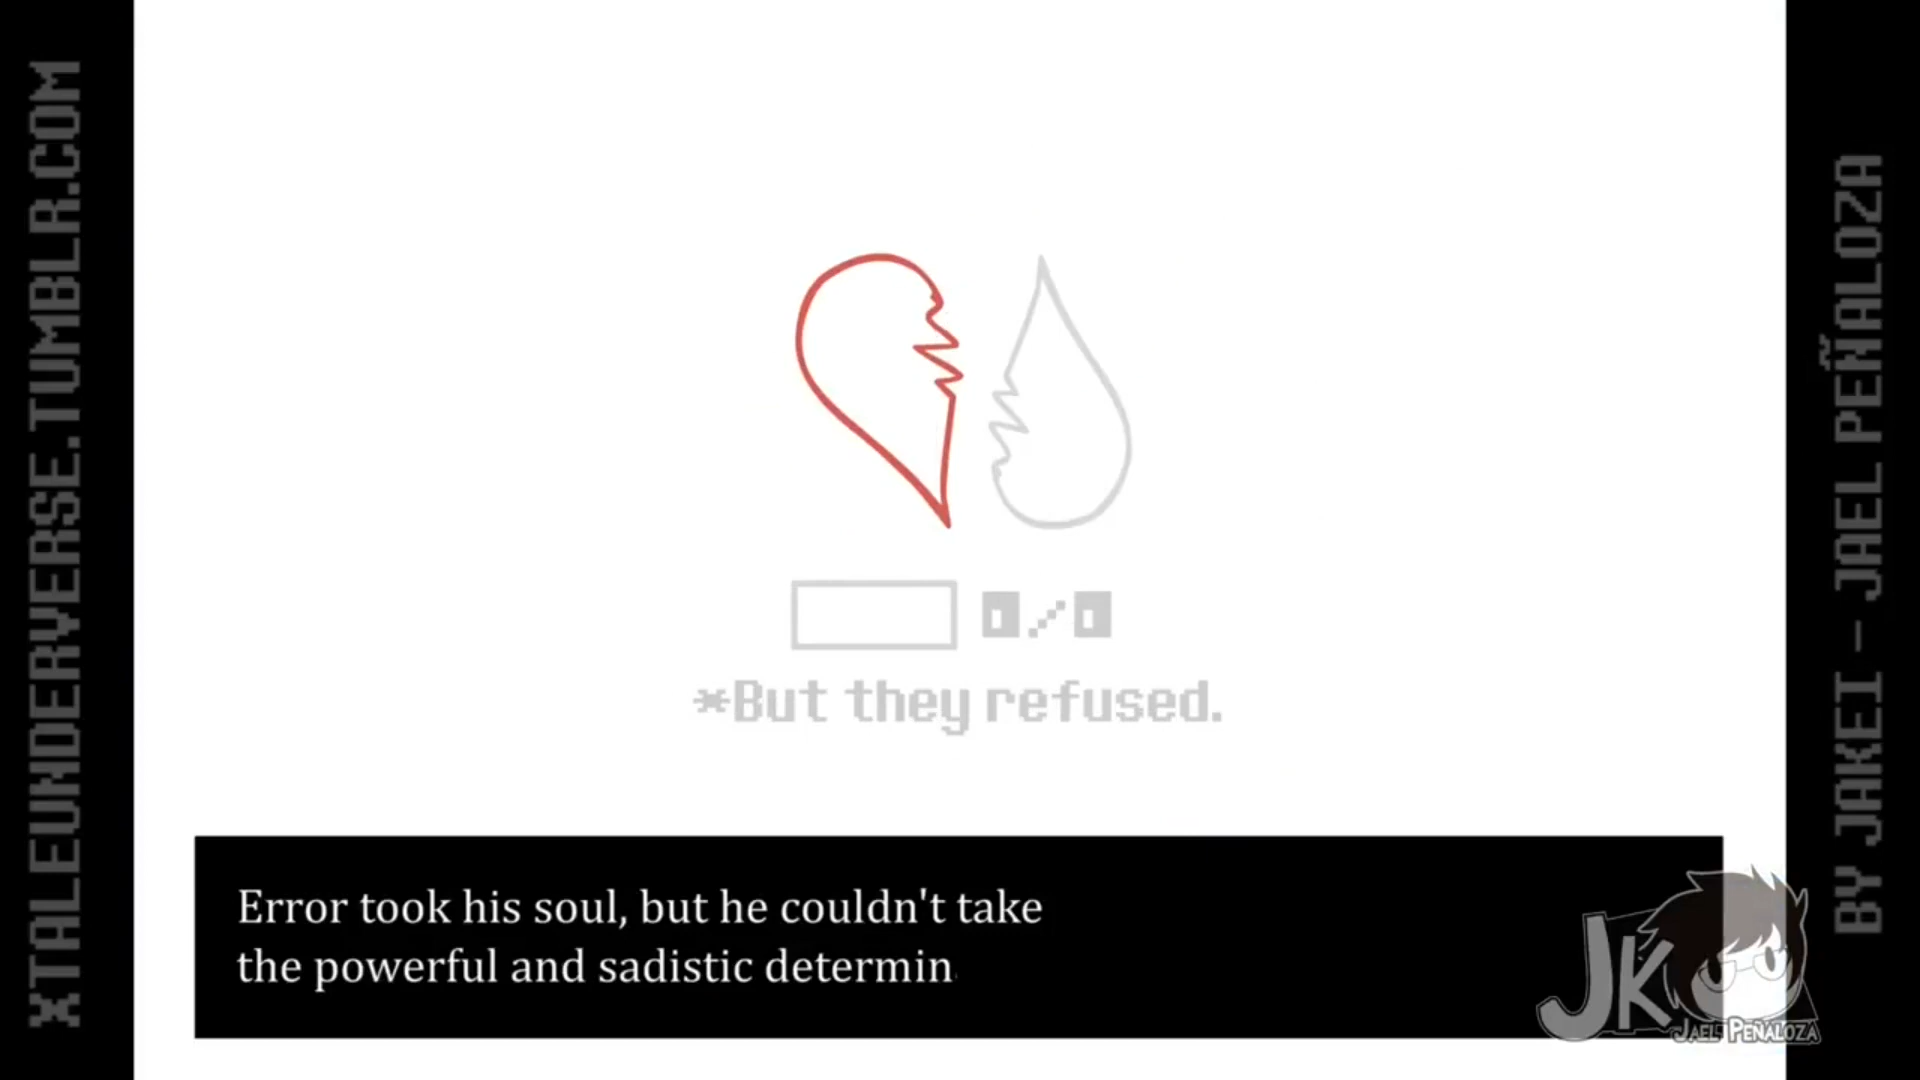 XTALEUNDERVERSE.TUMBLR.COM
0/0
*But they refused.
Error took his soul, but he couldn't take
the powerful and sadistic determin
BY JAKEI - JAEL PEÑALOZA
JK
JAEL PEÑALOZA